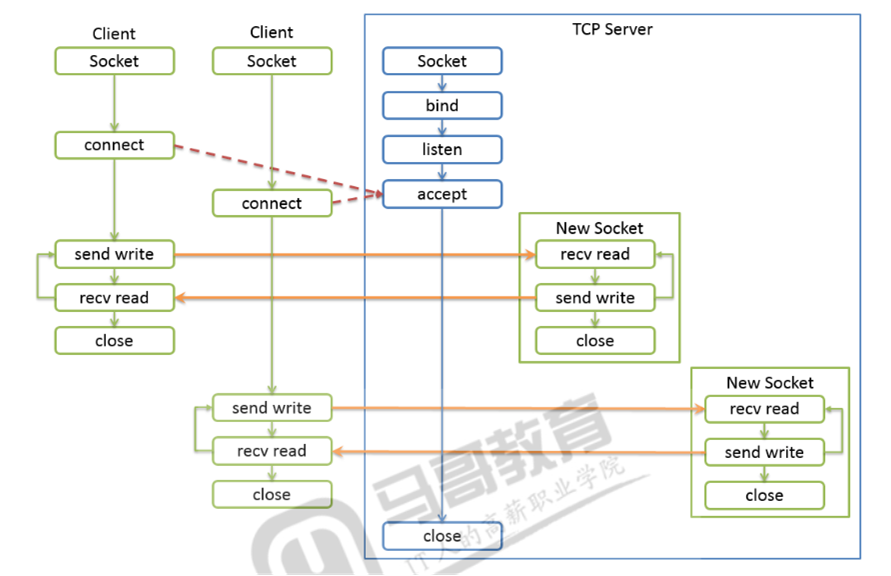 Client
Socket
connect
send write
recv read
close
Client
Socket
connect
send write
recv read
close
TCP Server
Socket
bind
listen
accept
close
New Socket
recv read
send write
close
New Socket
recv read
send write
close
马哥教育
IT人的高薪职业学院